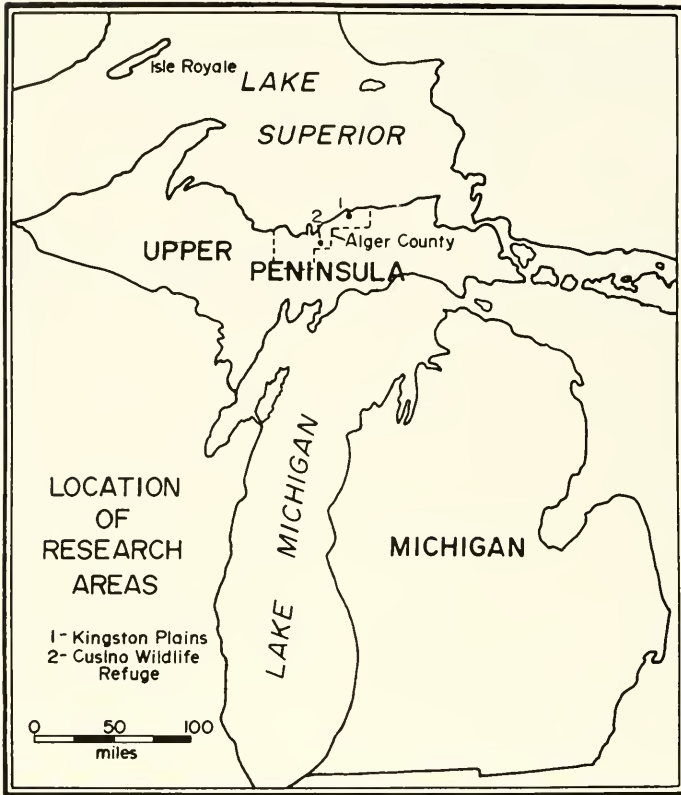 Isle Royale
LAKE
SUPERIOR
1
2
Alger County
UPPER
PENINSULA
LAKE MICHIGAN
MICHIGAN
LOCATION
OF
RESEARCH
AREAS
1- Kingston Plains
2- Cusino Wildlife
Refuge
0 50 100
miles